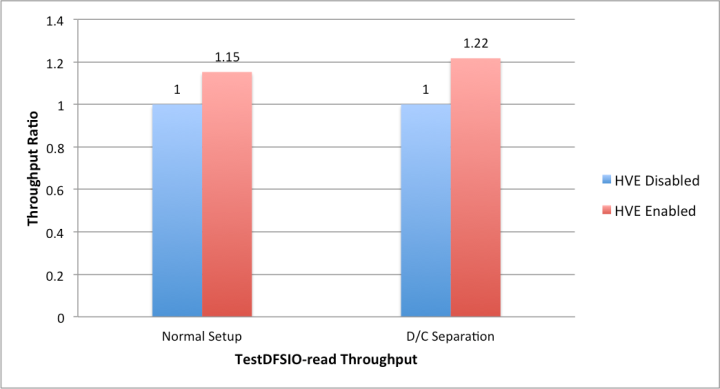 1.4
1.2
1
0.8
0.6
0.4
0.2
0
Throughput Ratio
1
1.15
1
1.22
Normal Setup
D/C Separation
TestDFSIO-read Throughput
HVE Disabled
HVE Enabled